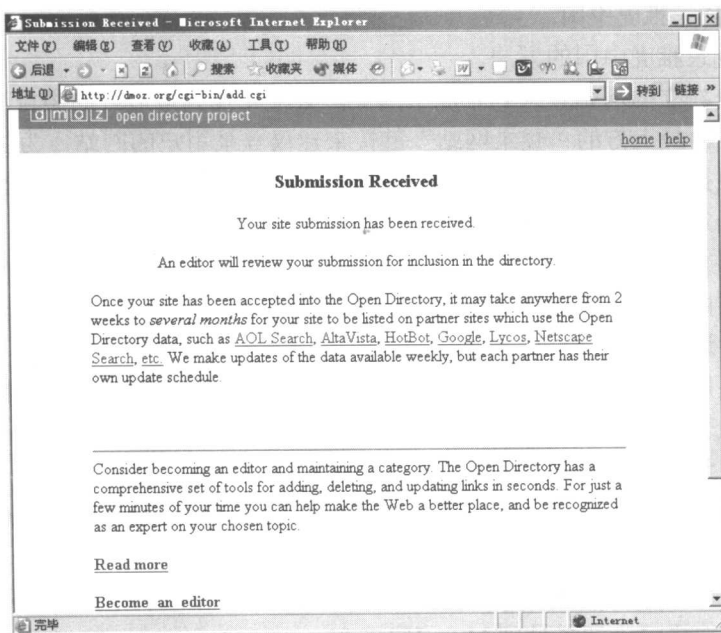 Submission Received - Microsoft Internet Explorer
文件(F) 编辑(E) 查看(V) 收藏(A) 工具(T) 帮助(H)
后退 搜索 收藏夹 媒体
地址(D) http://dmoz.org/cgi-bin/add.cgi 转到 链接 »
dmoz open directory project
home | help
Submission Received
Your site submission has been received.
An editor will review your submission for inclusion in the directory.
Once your site has been accepted into the Open Directory, it may take anywhere from 2
weeks to several months for your site to be listed on partner sites which use the Open
Directory data, such as AOL Search, AltaVista, HotBot, Google, Lycos, Netscape
Search, etc. We make updates of the data available weekly, but each partner has their
own update schedule.
Consider becoming an editor and maintaining a category. The Open Directory has a
comprehensive set of tools for adding, deleting, and updating links in seconds. For just a
few minutes of your time you can help make the Web a better place, and be recognized
as an expert on your chosen topic.
Read more
Become an editor
完毕 Internet